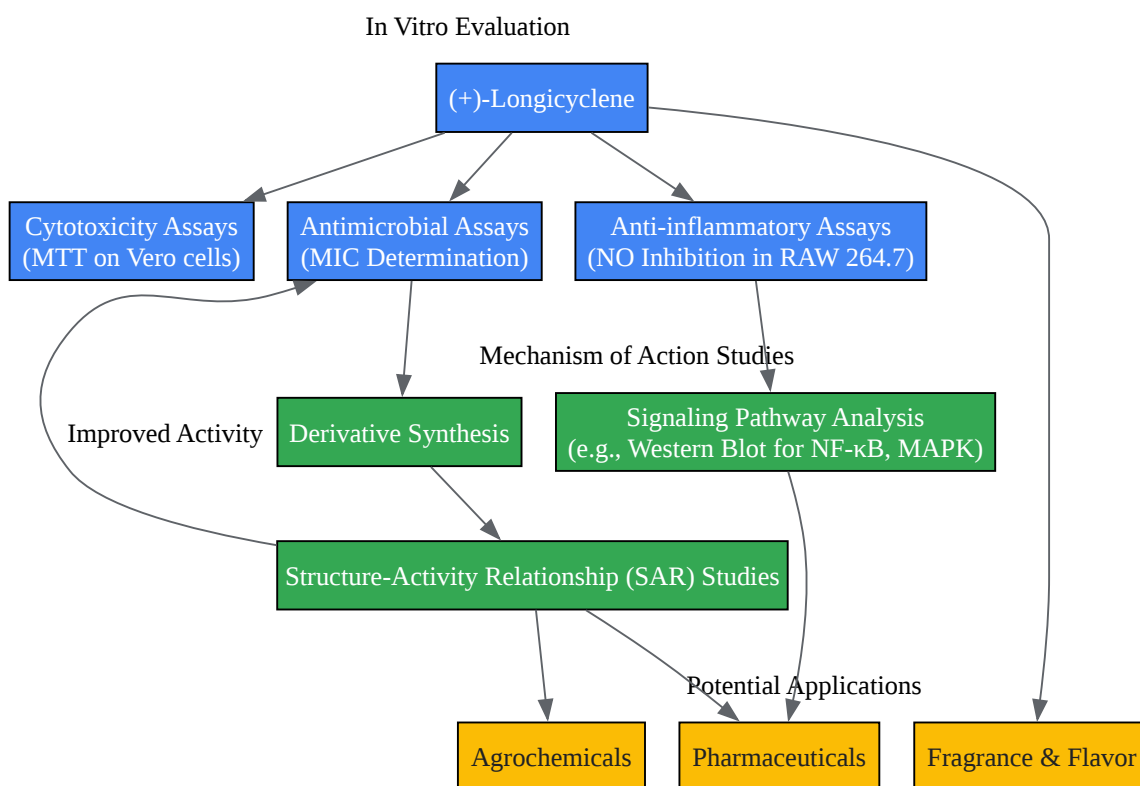 In Vitro Evaluation
(+)-Longicyclene
Cytotoxicity Assays
(MTT on Vero cells)
Antimicrobial Assays
(MIC Determination)
Anti-inflammatory Assays
(NO Inhibition in RAW 264.7)
Mechanism of Action Studies
Improved Activity
Derivative Synthesis
Signaling Pathway Analysis
(e.g., Western Blot for NF-κB, MAPK)
Structure-Activity Relationship (SAR) Studies
Potential Applications
Agrochemicals
Pharmaceuticals
Fragrance & Flavor